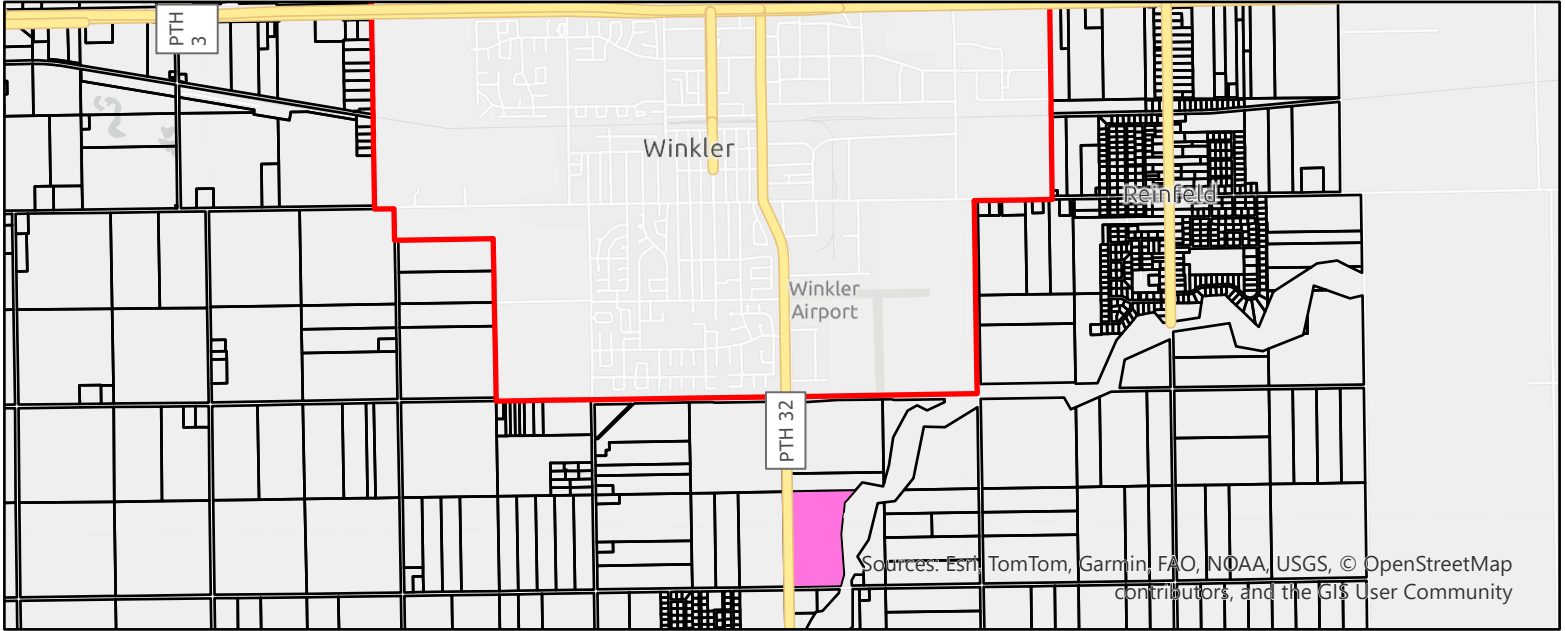 PTH
3
Winkler
Reinfeld
Winkler
Airport
PTH 32
Sources: Esri, TomTom, Garmin, FAO, NOAA, USGS, © OpenStreetMap
contributors, and the GIS User Community